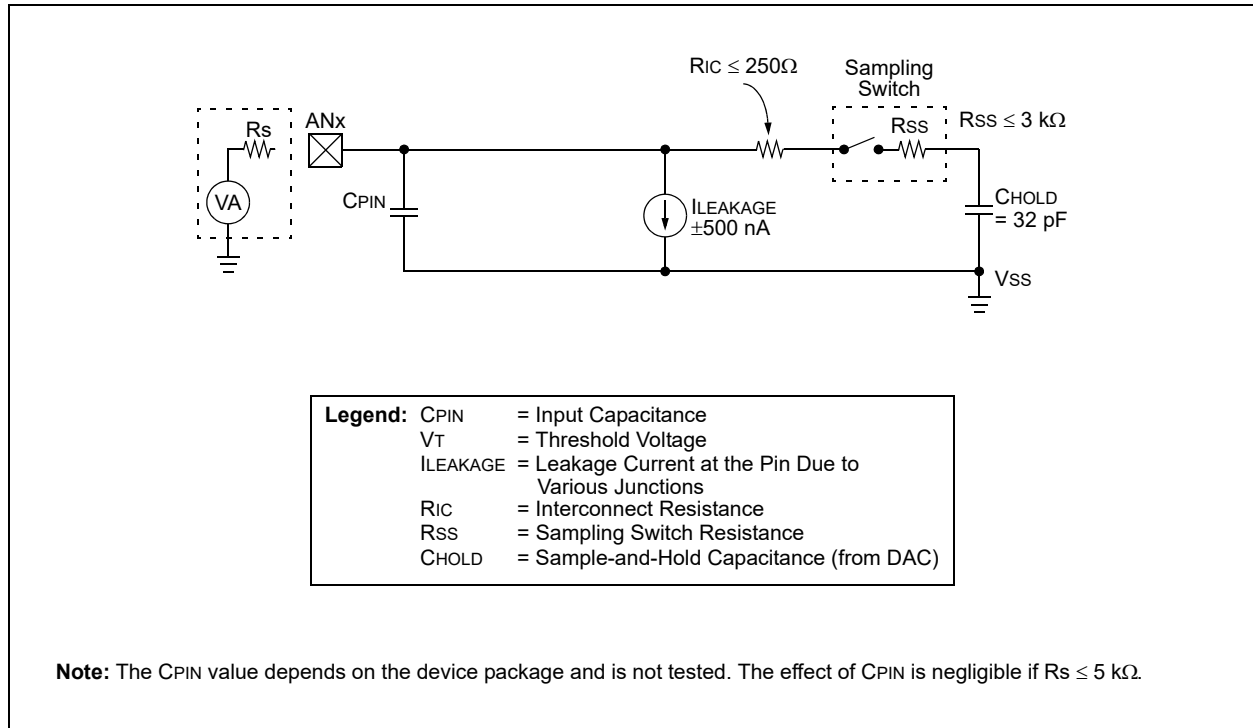 RIC ≤ 250Ω
Sampling
Switch
RSS
RSS ≤ 3 kΩ
Rs
ANx
VA
CPIN
ILEAKAGE
±500 nA
CHOLD
= 32 pF
VSS
Legend: CPIN = Input Capacitance
VT = Threshold Voltage
ILEAKAGE = Leakage Current at the Pin Due to
Various Junctions
RIC = Interconnect Resistance
RSS = Sampling Switch Resistance
CHOLD = Sample-and-Hold Capacitance (from DAC)
Note: The CPIN value depends on the device package and is not tested. The effect of CPIN is negligible if Rs ≤ 5 kΩ.